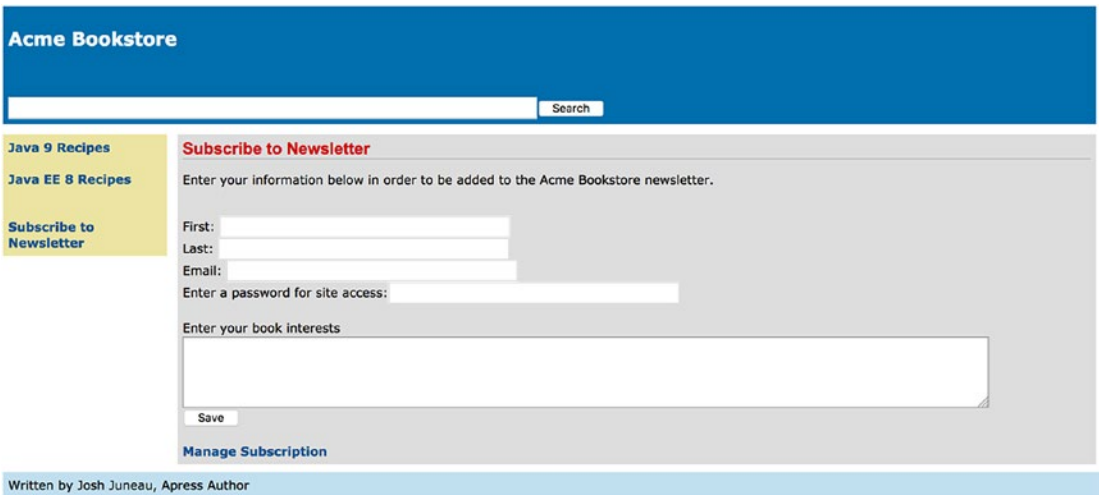 Acme Bookstore
Search
Java 9 Recipes
Java EE 8 Recipes
Subscribe to
Newsletter
Subscribe to Newsletter
Enter your information below in order to be added to the Acme Bookstore newsletter.
First:
Last:
Email:
Enter a password for site access:
Enter your book interests
Save
Manage Subscription
Written by Josh Juneau, Apress Author